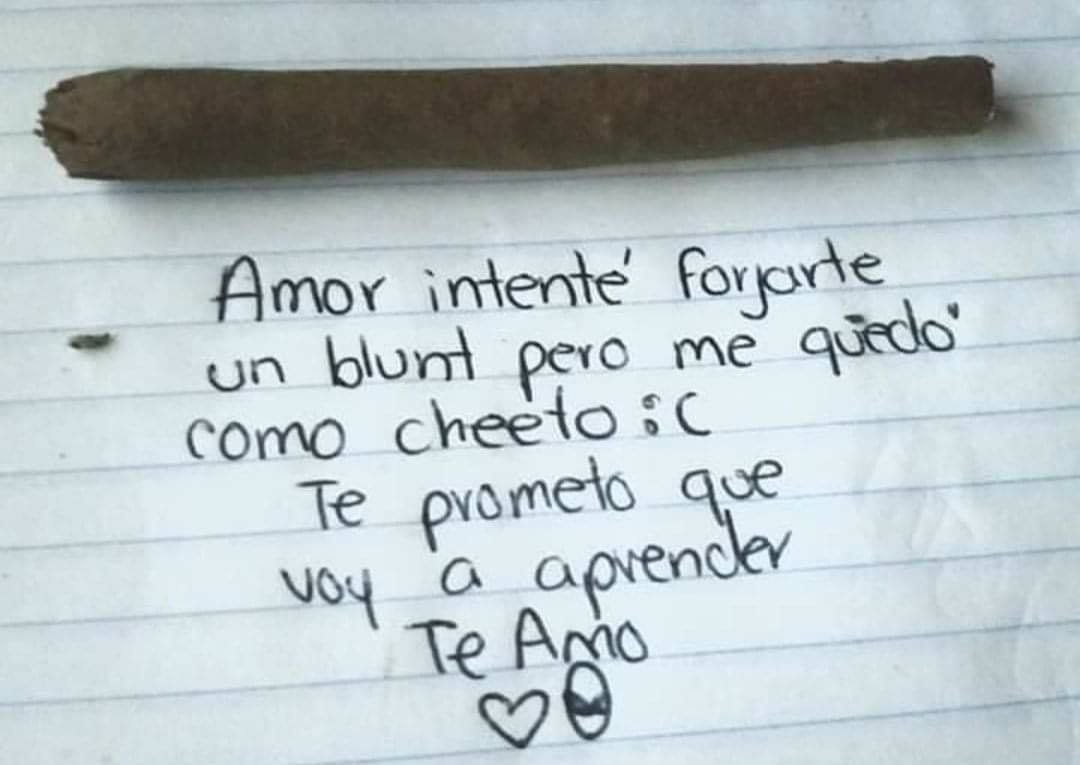 Amor intenté forjarte
un blunt pero me quedó
como cheeto :C
Te prometo que
voy a aprender
Te Amo